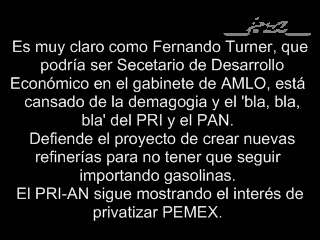 Es muy claro como Fernando Turner, que
podría ser Secetario de Desarrollo
Económico en el gabinete de AMLO, está
cansado de la demagogia y el 'bla, bla,
bla' del PRI y el PAN.
Defiende el proyecto de crear nuevas
refinerías para no tener que seguir
importando gasolinas.
El PRI-AN sigue mostrando el interés de
privatizar PEMEX.